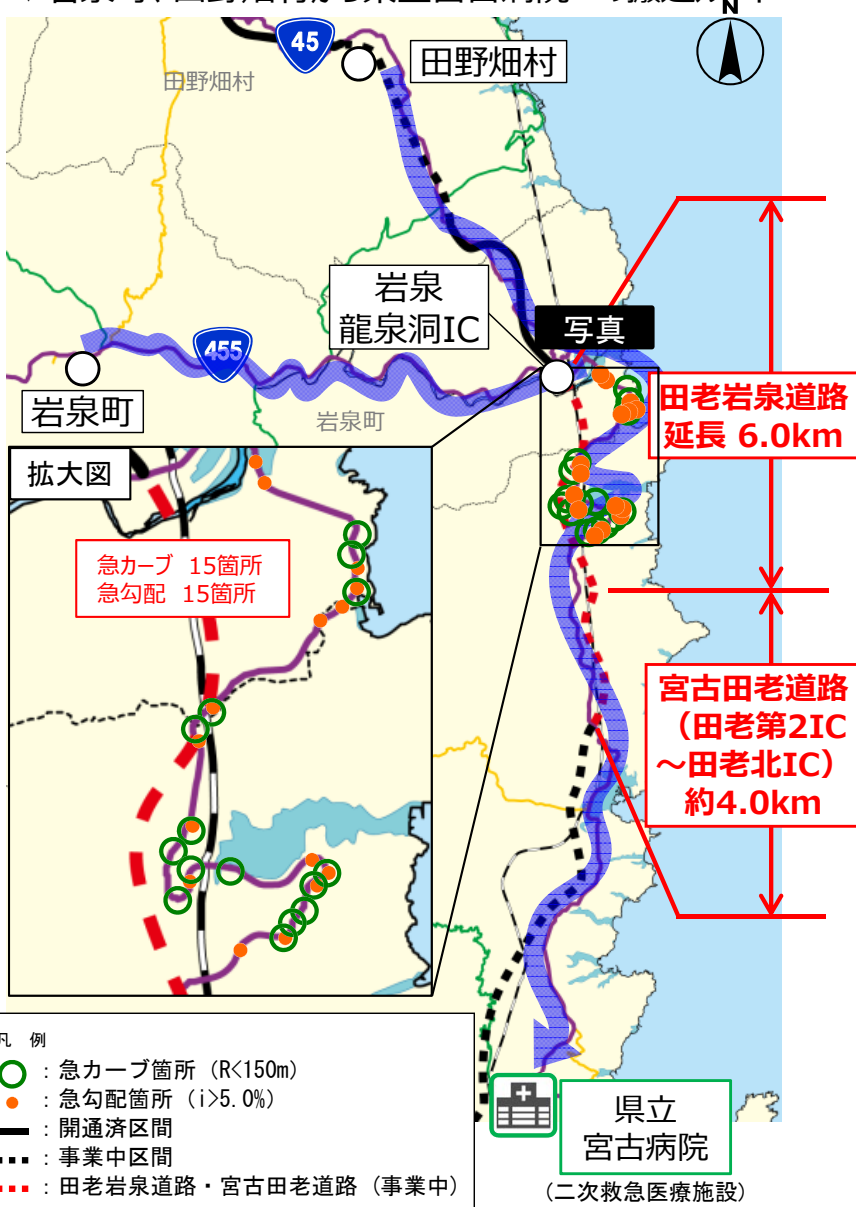 N
45
田野畑村
田野畑村
岩泉
龍泉洞IC
写真
455
岩泉町
岩泉町
田老岩泉道路
延長 6.0km
拡大図
急カーブ 15箇所
急勾配 15箇所
宮古田老道路
（田老第2IC
～田老北IC）
約4.0km
凡 例
：急カーブ箇所（R<150m）
：急勾配箇所（i>5.0%）
：開通済区間
：事業中区間
：田老岩泉道路・宮古田老道路（事業中）
県立
宮古病院
（二次救急医療施設）